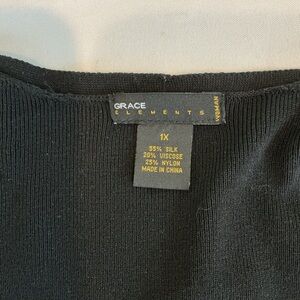 GRACE
ELEMENTS
WOMAN
1X
55% SILK
20% VISCOSE
25% NYLON
MADE IN CHINA